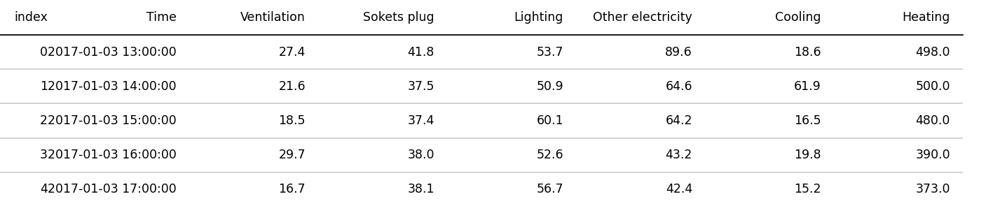 index Time Ventilation Sokets plug Lighting Other electricity Cooling Heating
0 2017-01-03 13:00:00 27.4 41.8 53.7 89.6 18.6 498.0
1 2017-01-03 14:00:00 21.6 37.5 50.9 64.6 61.9 500.0
2 2017-01-03 15:00:00 18.5 37.4 60.1 64.2 16.5 480.0
3 2017-01-03 16:00:00 29.7 38.0 52.6 43.2 19.8 390.0
4 2017-01-03 17:00:00 16.7 38.1 56.7 42.4 15.2 373.0